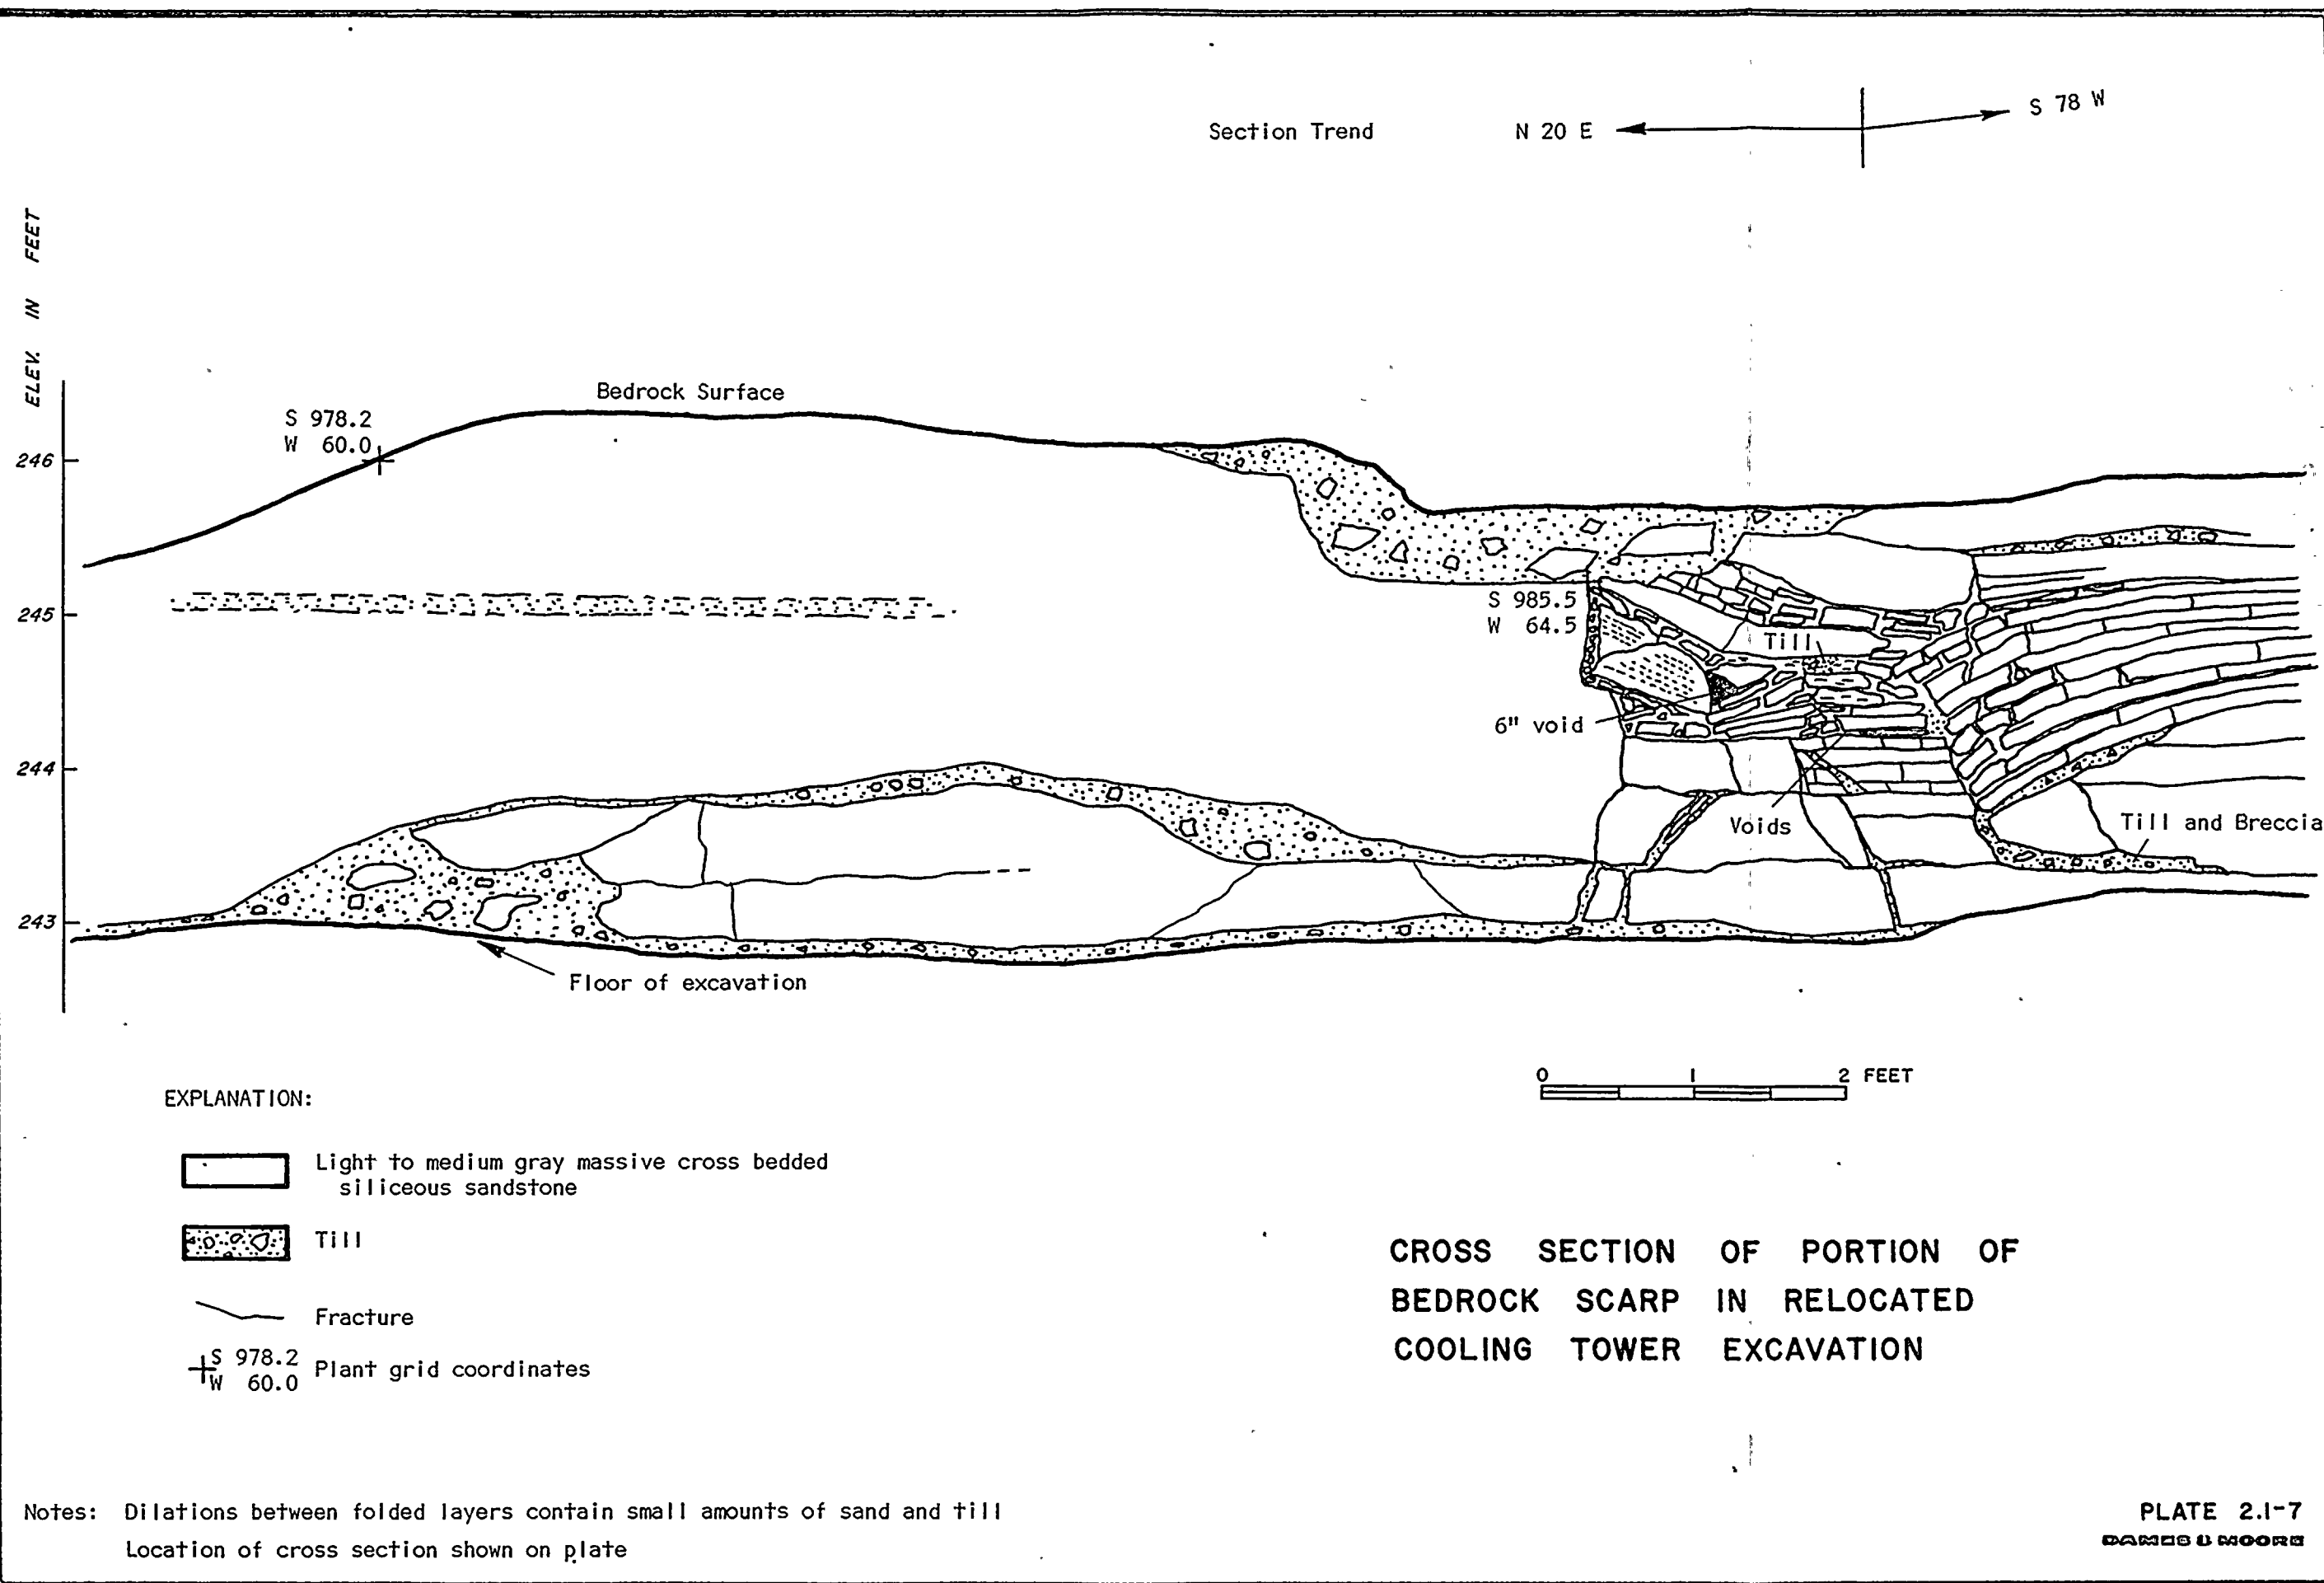 Section Trend N 20 E S 78 W
ELEV. IN FEET
Bedrock Surface
S 978.2
W 60.0
246
245
244
243
S 985.5
W 64.5
Till
6" void
Voids
Till and Breccia
Floor of excavation
0 1 2 FEET
EXPLANATION:
Light to medium gray massive cross bedded
siliceous sandstone
Till
Fracture
S 978.2
W 60.0
Plant grid coordinates
CROSS SECTION OF PORTION OF
BEDROCK SCARP IN RELOCATED
COOLING TOWER EXCAVATION
Notes: Dilations between folded layers contain small amounts of sand and till
Location of cross section shown on plate
PLATE 2.1-7
DAMES & MOORE